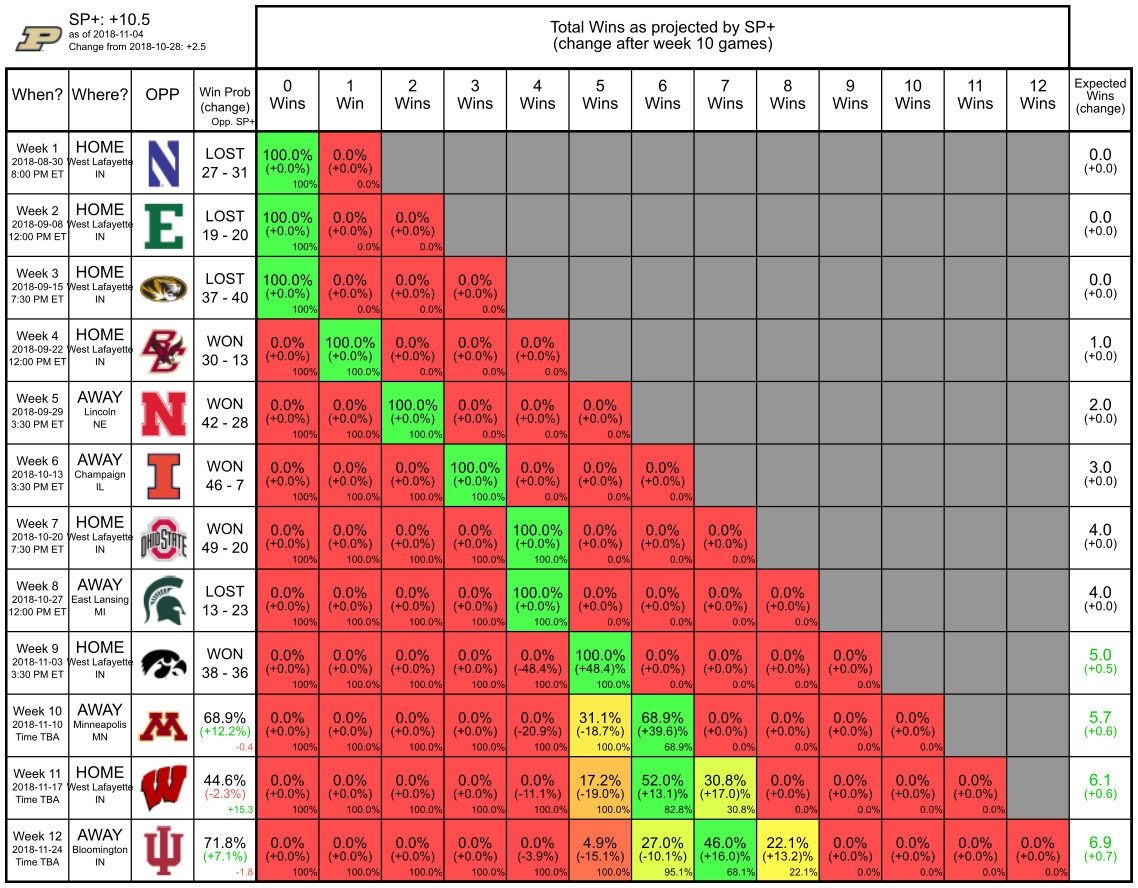 SP+: +10.5
as of 2018-11-04
Change from 2018-10-28: +2.5
Total Wins as projected by SP+
(change after week 10 games)
When? Where? OPP Win Prob (change) Opp. SP+ 0 Wins 1 Win 2 Wins 3 Wins 4 Wins 5 Wins 6 Wins 7 Wins 8 Wins 9 Wins 10 Wins 11 Wins 12 Wins Expected Wins (change)
Week 1 HOME LOST 100.0% 0.0% 0.0
2018-08-30 West Lafayette (+0.0%) (+0.0%) (+0.0)
8:00 PM ET IN 27 - 31 100% 0.0%
Week 2 HOME LOST 100.0% 0.0% 0.0% 0.0
2018-09-08 West Lafayette (+0.0%) (+0.0%) (+0.0%) (+0.0)
12:00 PM ET IN 19 - 20 100% 0.0% 0.0%
Week 3 HOME LOST 100.0% 0.0% 0.0% 0.0% 0.0
2018-09-15 West Lafayette (+0.0%) (+0.0%) (+0.0%) (+0.0%) (+0.0)
7:30 PM ET IN 37 - 40 100% 0.0% 0.0% 0.0%
Week 4 HOME WON 0.0% 100.0% 0.0% 0.0% 0.0% 1.0
2018-09-22 West Lafayette (+0.0%) (+0.0%) (+0.0%) (+0.0%) (+0.0%) (+0.0)
12:00 PM ET IN 30 - 13 100% 100.0% 0.0% 0.0% 0.0%
Week 5 AWAY WON 0.0% 0.0% 100.0% 0.0% 0.0% 0.0% 2.0
2018-09-29 Lincoln (+0.0%) (+0.0%) (+0.0%) (+0.0%) (+0.0%) (+0.0%) (+0.0)
3:30 PM ET NE 42 - 28 100% 100.0% 100.0% 0.0% 0.0% 0.0%
Week 6 AWAY WON 0.0% 0.0% 0.0% 100.0% 0.0% 0.0% 0.0% 3.0
2018-10-13 Champaign (+0.0%) (+0.0%) (+0.0%) (+0.0%) (+0.0%) (+0.0%) (+0.0%) (+0.0)
3:30 PM ET IL 46 - 7 100% 100.0% 100.0% 100.0% 0.0% 0.0% 0.0%
Week 7 HOME OHIO STATE WON 0.0% 0.0% 0.0% 0.0% 100.0% 0.0% 0.0% 0.0% 4.0
2018-10-20 West Lafayette (+0.0%) (+0.0%) (+0.0%) (+0.0%) (+0.0%) (+0.0%) (+0.0%) (+0.0%) (+0.0)
7:30 PM ET IN 49 - 20 100% 100.0% 100.0% 100.0% 100.0% 0.0% 0.0% 0.0%
Week 8 AWAY LOST 0.0% 0.0% 0.0% 0.0% 100.0% 0.0% 0.0% 0.0% 0.0% 4.0
2018-10-27 East Lansing (+0.0%) (+0.0%) (+0.0%) (+0.0%) (+0.0%) (+0.0%) (+0.0%) (+0.0%) (+0.0%) (+0.0)
12:00 PM ET MI 13 - 23 100% 100.0% 100.0% 100.0% 100.0% 0.0% 0.0% 0.0% 0.0%
Week 9 HOME WON 0.0% 0.0% 0.0% 0.0% 0.0% 100.0% 0.0% 0.0% 0.0% 0.0% 5.0
2018-11-03 West Lafayette (+0.0%) (+0.0%) (+0.0%) (+0.0%) (-48.4%) (+48.4)% (+0.0%) (+0.0%) (+0.0%) (+0.0%) (+0.5)
3:30 PM ET IN 38 - 36 100% 100.0% 100.0% 100.0% 100.0% 100.0% 0.0% 0.0% 0.0% 0.0%
Week 10 AWAY 68.9% 0.0% 0.0% 0.0% 0.0% 0.0% 31.1% 68.9% 0.0% 0.0% 0.0% 0.0% 5.7
2018-11-10 Minneapolis (+12.2%) (+0.0%) (+0.0%) (+0.0%) (+0.0%) (-20.9%) (-18.7%) (+39.6)% (+0.0%) (+0.0%) (+0.0%) (+0.0%) (+0.6)
Time TBA MN -0.4 100% 100.0% 100.0% 100.0% 100.0% 100.0% 68.9% 0.0% 0.0% 0.0% 0.0%
Week 11 HOME 44.6% 0.0% 0.0% 0.0% 0.0% 0.0% 17.2% 52.0% 30.8% 0.0% 0.0% 0.0% 0.0% 6.1
2018-11-17 West Lafayette (-2.3%) (+0.0%) (+0.0%) (+0.0%) (+0.0%) (-11.1%) (-19.0%) (+13.1)% (+17.0)% (+0.0%) (+0.0%) (+0.0%) (+0.0%) (+0.6)
Time TBA IN +15.3 100% 100.0% 100.0% 100.0% 100.0% 100.0% 82.8% 30.8% 0.0% 0.0% 0.0% 0.0%
Week 12 AWAY 71.8% 0.0% 0.0% 0.0% 0.0% 0.0% 4.9% 27.0% 46.0% 22.1% 0.0% 0.0% 0.0% 0.0% 6.9
2018-11-24 Bloomington (+7.1%) (+0.0%) (+0.0%) (+0.0%) (+0.0%) (-3.9%) (-15.1%) (-10.1%) (+16.0)% (+13.2)% (+0.0%) (+0.0%) (+0.0%) (+0.0%) (+0.7)
Time TBA IN -1.8 100% 100.0% 100.0% 100.0% 100.0% 100.0% 95.1% 68.1% 22.1% 0.0% 0.0% 0.0% 0.0%